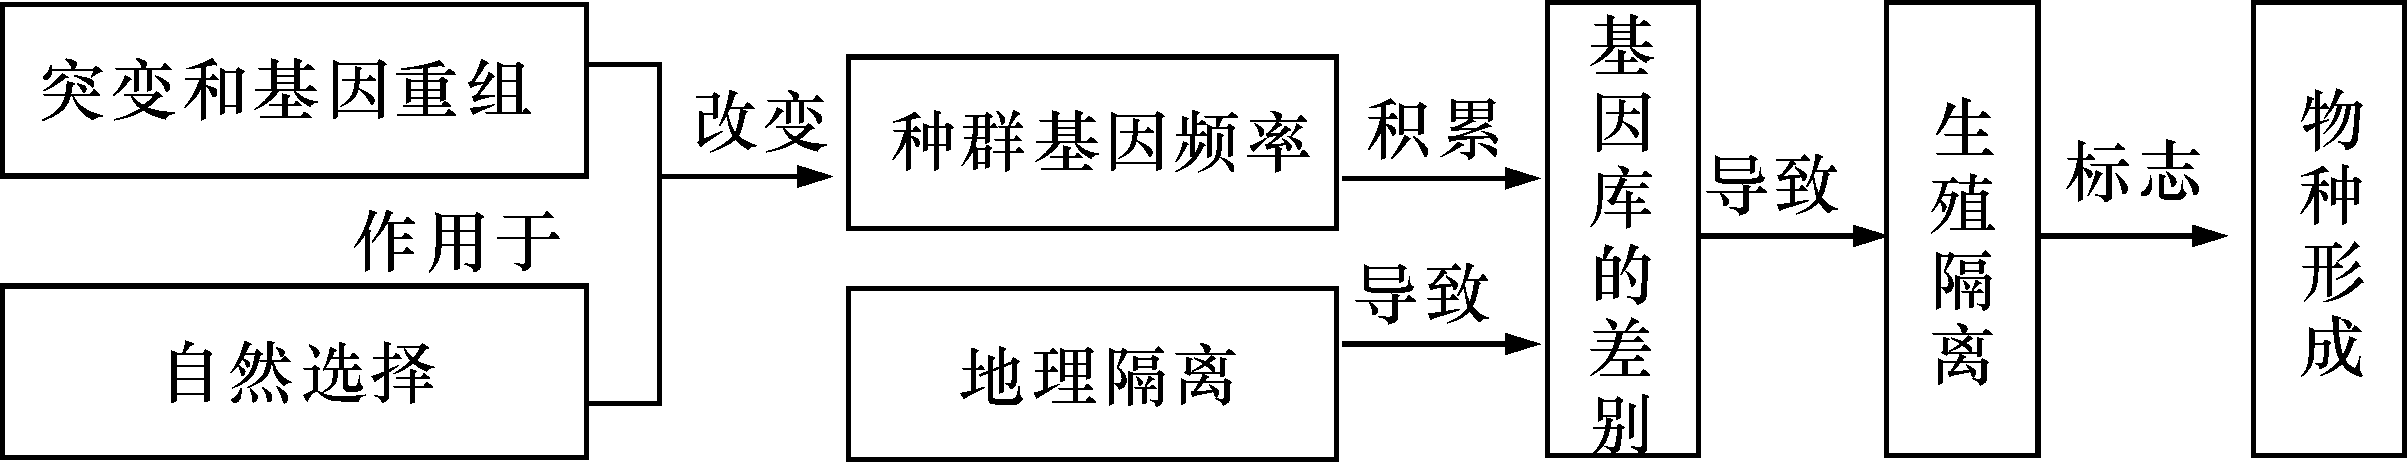 突变和基因重组
作用于
自然选择
改变
种群基因频率
地理隔离
积累
导致
基因库的差别
导致
生殖隔离
标志
物种形成